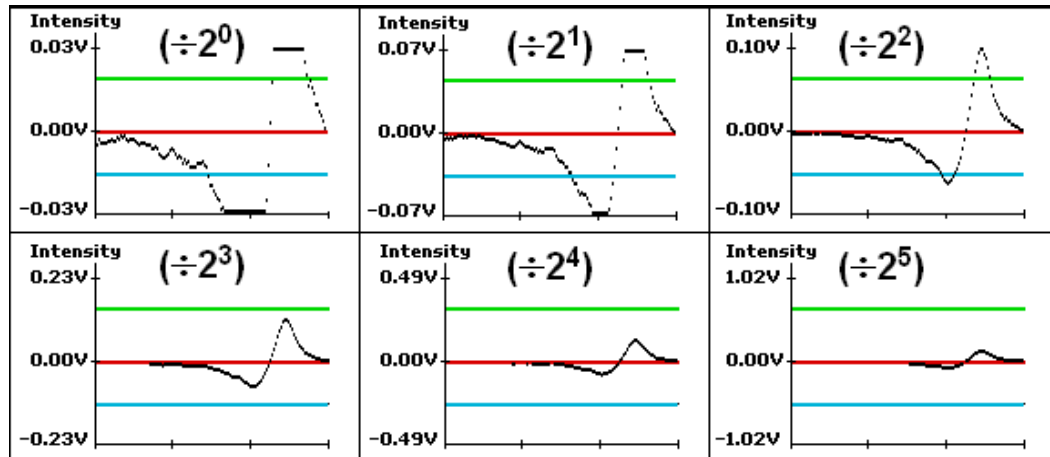 Intensity
0.03V
(÷2⁰)
0.00V
-0.03V
Intensity
0.07V
(÷2¹)
0.00V
-0.07V
Intensity
0.10V
(÷2²)
0.00V
-0.10V
Intensity
0.23V
(÷2³)
0.00V
-0.23V
Intensity
0.49V
(÷2⁴)
0.00V
-0.49V
Intensity
1.02V
(÷2⁵)
0.00V
-1.02V